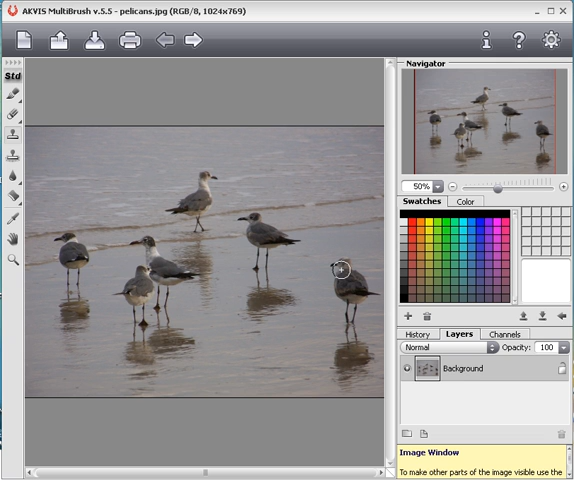 AKVIS MultiBrush v.5.5 - pelicans.jpg (RGB/8, 1024x769)
Std
Navigator
50%
Swatches
Color
History
Layers
Channels
Normal
Opacity: 100
Background
Image Window
To make other parts of the image visible use the